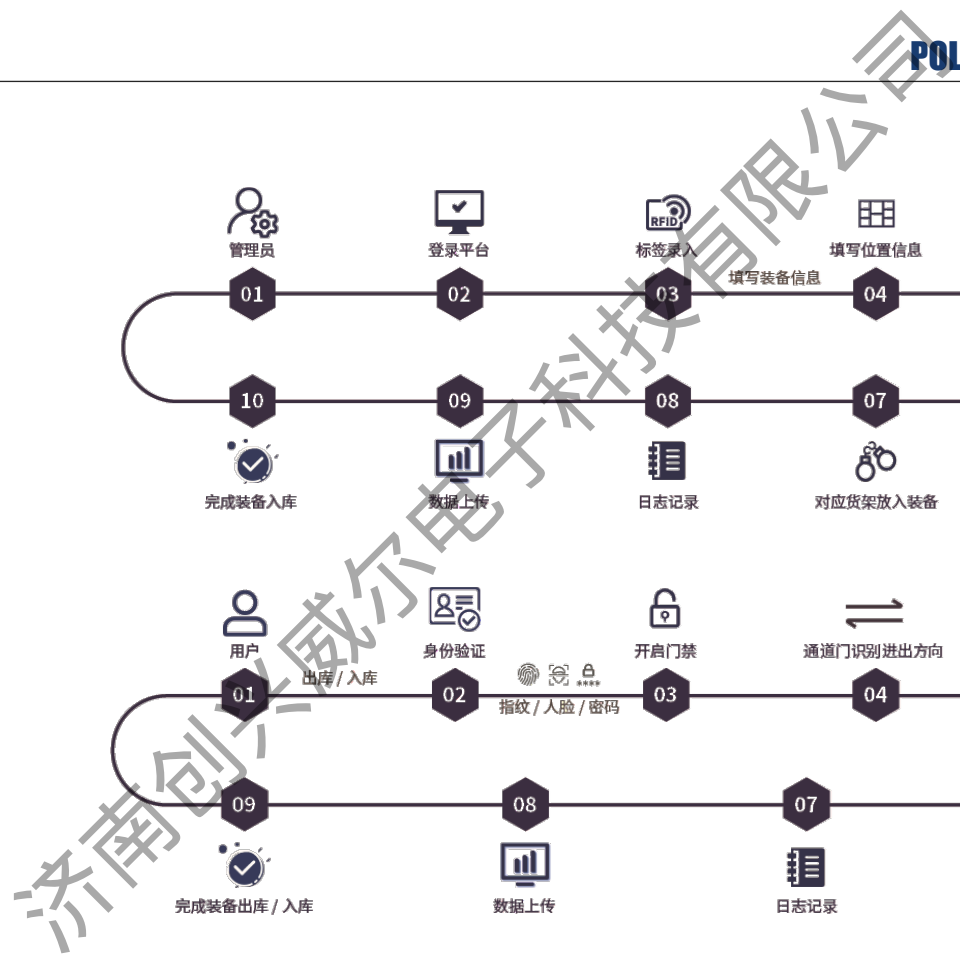 POL
RFID
管理员
登录平台
标签录入
填写位置信息
填写装备信息
01
02
03
04
10
09
08
07
完成装备入库
数据上传
日志记录
对应货架放入装备
用户
身份验证
开启门禁
通道门识别进出方向
出库 / 入库
01
02
****
03
04
指纹 / 人脸 / 密码
09
08
07
完成装备出库 / 入库
数据上传
日志记录
济南创兴威尔电子科技有限公司